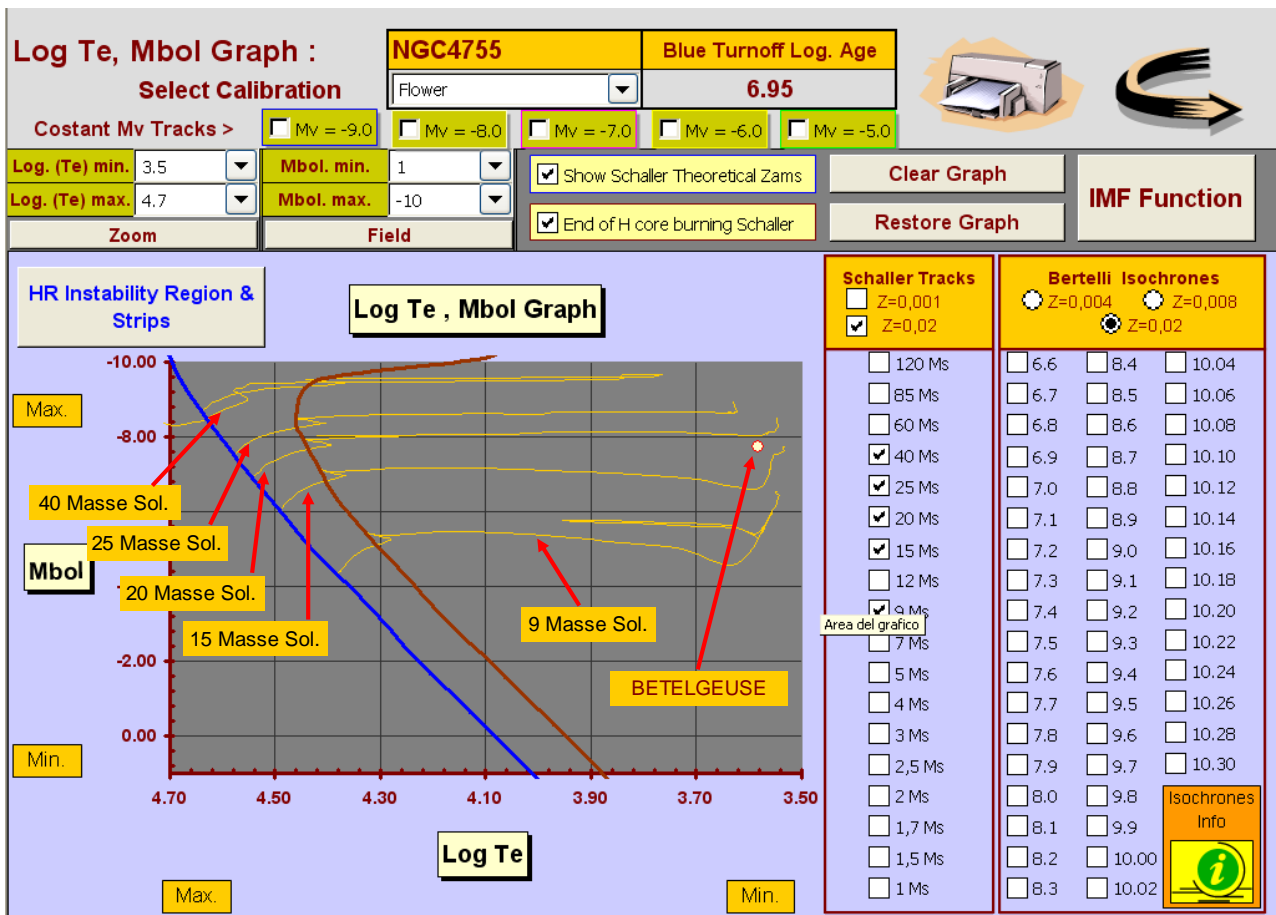 Log Te, Mbol Graph :
NGC4755
Blue Turnoff Log. Age
Select Calibration
Flower
6.95
Costant Mv Tracks >
Mv = -9.0
Mv = -8.0
Mv = -7.0
Mv = -6.0
Mv = -5.0
Log. (Te) min.
3.5
Mbol. min.
1
Log. (Te) max.
4.7
Mbol. max.
-10
Zoom
Field
Show Schaller Theoretical Zams
End of H core burning Schaller
Clear Graph
Restore Graph
IMF Function
HR Instability Region &
Strips
Log Te , Mbol Graph
Max.
Mbol
Min.
-10.00
-8.00
-2.00
0.00
40 Masse Sol.
25 Masse Sol.
20 Masse Sol.
15 Masse Sol.
9 Masse Sol.
BETELGEUSE
4.70 4.50 4.30 4.10 3.90 3.70 3.50
Log Te
Max.
Min.
Schaller Tracks
Z=0,001
Z=0,02
120 Ms
85 Ms
60 Ms
40 Ms
25 Ms
20 Ms
15 Ms
12 Ms
9 Ms
Area del grafico
7 Ms
5 Ms
4 Ms
3 Ms
2,5 Ms
2 Ms
1,7 Ms
1,5 Ms
1 Ms
Bertelli Isochrones
Z=0,004 Z=0,008
Z=0,02
6.6 8.4 10.04
6.7 8.5 10.06
6.8 8.6 10.08
6.9 8.7 10.10
7.0 8.8 10.12
7.1 8.9 10.14
7.2 9.0 10.16
7.3 9.1 10.18
7.4 9.2 10.20
7.5 9.3 10.22
7.6 9.4 10.24
7.7 9.5 10.26
7.8 9.6 10.28
7.9 9.7 10.30
8.0 9.8
8.1 9.9
8.2 10.00
8.3 10.02
Isochrones
Info
i